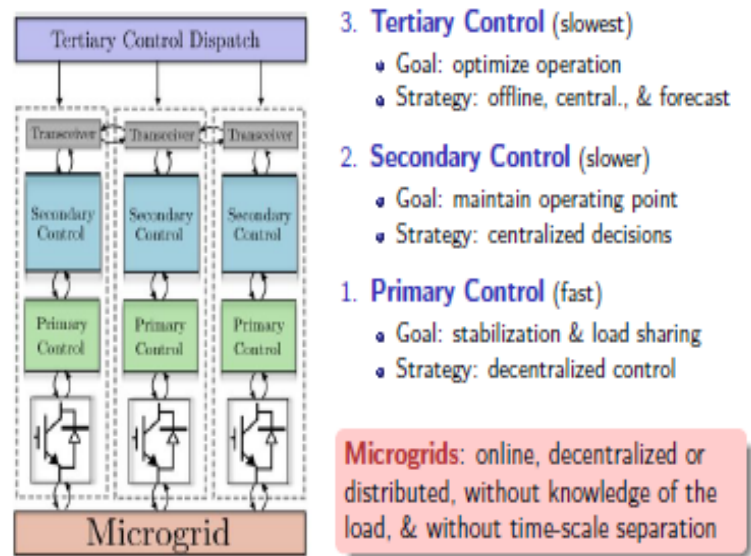 Tertiary Control Dispatch
Transceiver
Transceiver
Transceiver
Secondary
Control
Secondary
Control
Secondary
Control
Primary
Control
Primary
Control
Primary
Control
Microgrid
3. Tertiary Control (slowest)
Goal: optimize operation
Strategy: offline, central., & forecast
2. Secondary Control (slower)
Goal: maintain operating point
Strategy: centralized decisions
1. Primary Control (fast)
Goal: stabilization & load sharing
Strategy: decentralized control
Microgrids: online, decentralized or
distributed, without knowledge of the
load, & without time-scale separation